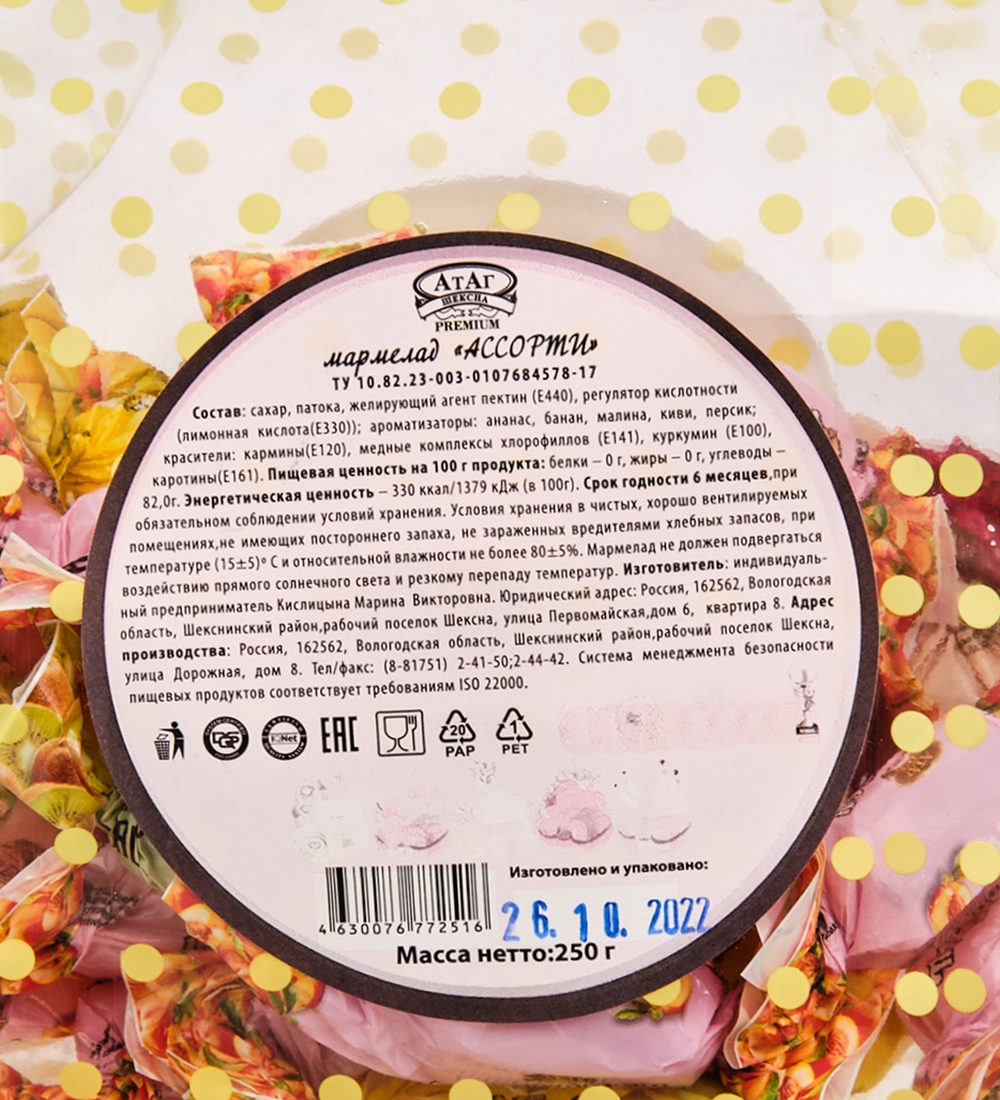 АтАг
ШЕКСНА
PREMIUM
мармелад «АССОРТИ»
ТУ 10.82.23-003-0107684578-17
Состав: сахар, патока, желирующий агент пектин (Е440), регулятор кислотности
(лимонная кислота(Е330)); ароматизаторы: ананас, банан, малина, киви, персик;
красители: кармины(Е120), медные комплексы хлорофиллов (Е141), куркумин (Е100),
каротины(Е161). Пищевая ценность на 100 г продукта: белки – 0 г, жиры – 0 г, углеводы –
82,0г. Энергетическая ценность – 330 ккал/1379 кДж (в 100г). Срок годности 6 месяцев,при
обязательном соблюдении условий хранения. Условия хранения в чистых, хорошо вентилируемых
помещениях,не имеющих постороннего запаха, не зараженных вредителями хлебных запасов, при
температуре (15±5)° С и относительной влажности не более 80±5%. Мармелад не должен подвергаться
воздействию прямого солнечного света и резкому перепаду температур. Изготовитель: индивидуаль-
ный предприниматель Кислицына Марина Викторовна. Юридический адрес: Россия, 162562, Вологодская
область, Шекснинский район,рабочий поселок Шексна, улица Первомайская,дом 6, квартира 8. Адрес
производства: Россия, 162562, Вологодская область, Шекснинский район,рабочий поселок Шексна,
улица Дорожная, дом 8. Тел/факс: (8-81751) 2-41-50;2-44-42. Система менеджмента безопасности
пищевых продуктов соответствует требованиям ISO 22000.
EAC
20
PAP
1
PET
Изготовлено и упаковано:
26.10.2022
4 630076 772516
Масса нетто:250 г